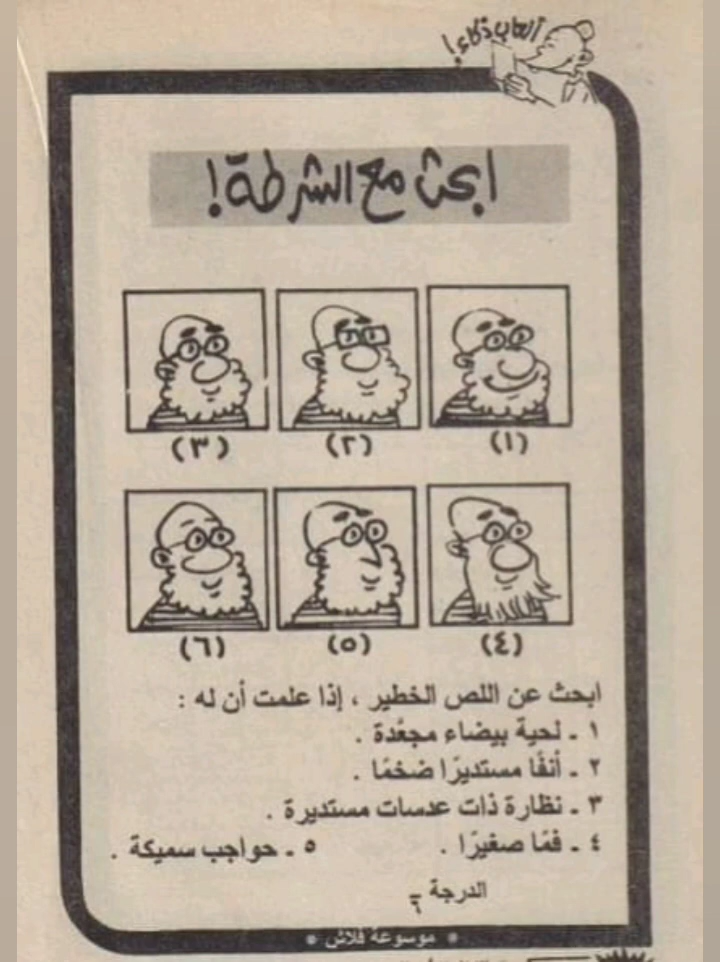 ألعاب ذكاء!
ابحث مع الشرطة!
(١) (٢) (٣)
(٤) (٥) (٦)
ابحث عن اللص الخطير ، إذا علمت أن له :
١ ـ لحية بيضاء مجعَّدة .
٢ ـ أنفًا مستديرًا ضخمًا .
٣ ـ نظارة ذات عدسات مستديرة .
٤ ـ فمًا صغيرًا . ٥ ـ حواجب سميكة .
الدرجة
* موسوعة فلاش *